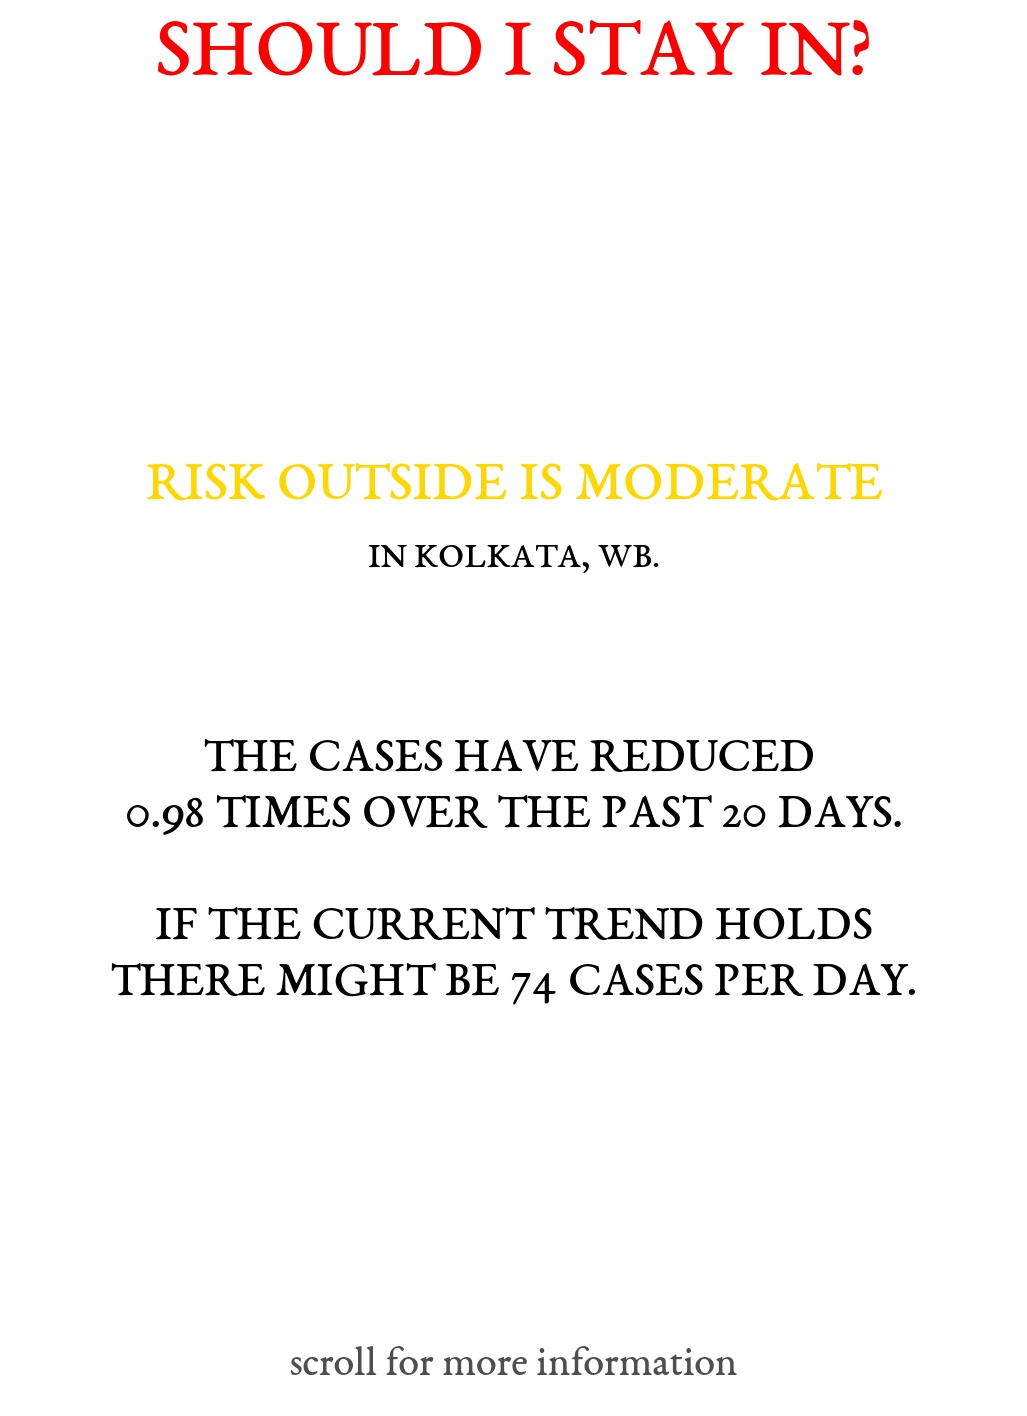 SHOULD I STAY IN?
RISK OUTSIDE IS MODERATE
IN KOLKATA, WB.
THE CASES HAVE REDUCED
0.98 TIMES OVER THE PAST 20 DAYS.
IF THE CURRENT TREND HOLDS
THERE MIGHT BE 74 CASES PER DAY.
scroll for more information